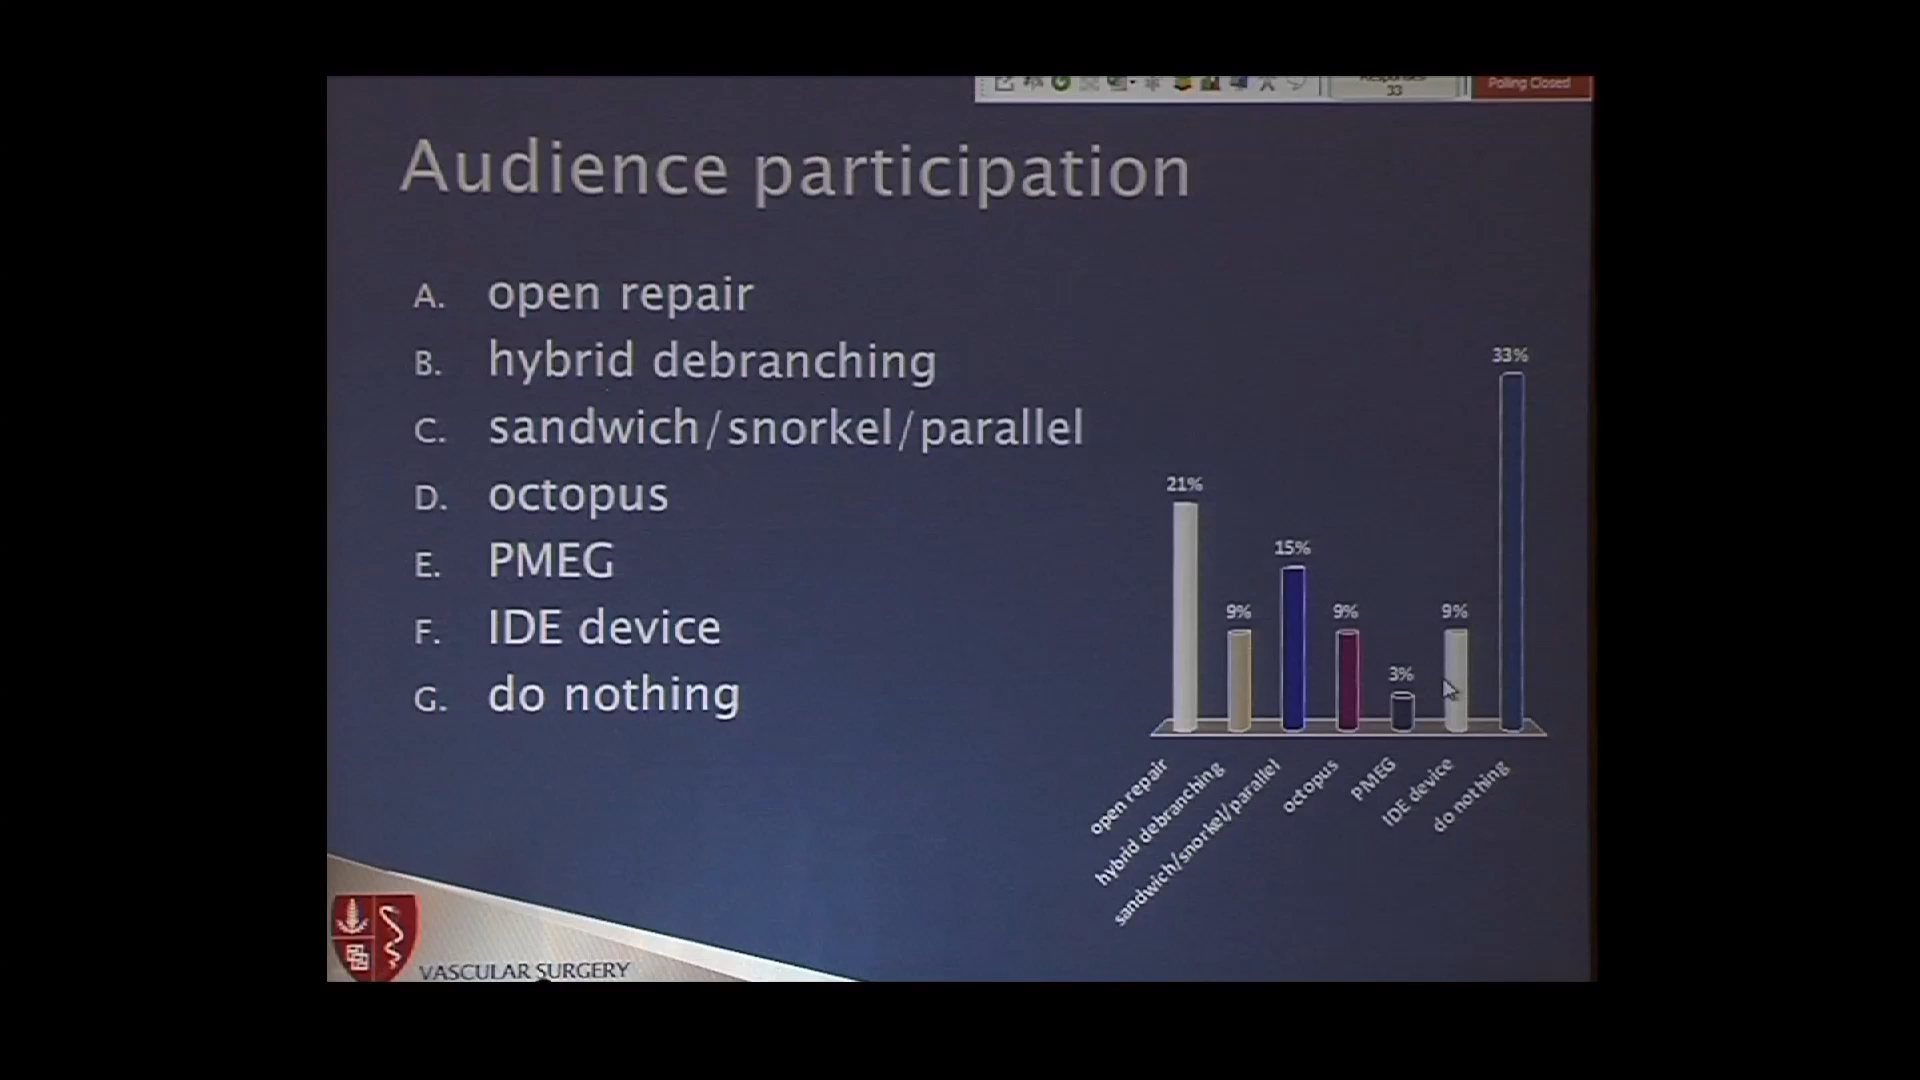 Responses
33
Polling Closed
Audience participation
A. open repair
B. hybrid debranching
C. sandwich/snorkel/parallel
D. octopus
E. PMEG
F. IDE device
G. do nothing
21%
9%
15%
9%
3%
9%
33%
open repair
hybrid debranching
sandwich/snorkel/parallel
octopus
PMEG
IDE device
do nothing
VASCULAR SURGERY